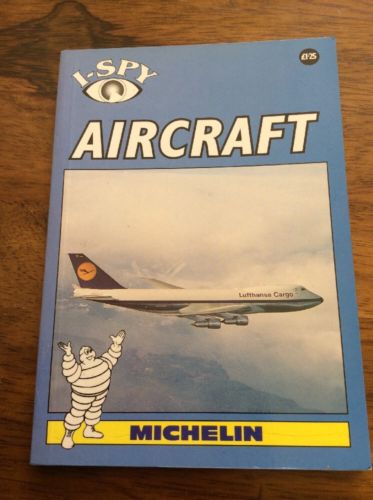 I-SPY
£1·25
AIRCRAFT
Lufthansa Cargo
MICHELIN